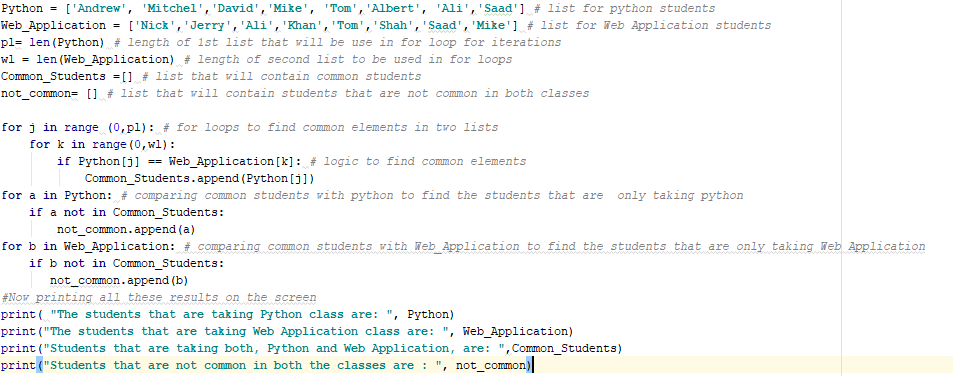 Python = ['Andrew', 'Mitchel','David','Mike', 'Tom','Albert', 'Ali','Saad'] # list for python students
Web_Application = ['Nick','Jerry','Ali','Khan','Tom','Shah','Saad','Mike'] # list for Web Application students
pl= len(Python) # length of 1st list that will be use in for loop for iterations
wl = len(Web_Application) # length of second list to be used in for loops
Common_Students =[] # list that will contain common students
not_common= [] # list that will contain students that are not common in both classes
for j in range (0,pl): # for loops to find common elements in two lists
    for k in range(0,wl):
        if Python[j] == Web_Application[k]: # logic to find common elements
            Common_Students.append(Python[j])
for a in Python: # comparing common students with python to find the students that are  only taking python
    if a not in Common_Students:
        not_common.append(a)
for b in Web_Application: # comparing common students with Web_Application to find the students that are only taking Web Application
    if b not in Common_Students:
       not_common.append(b)
#Now printing all these results on the screen
print( "The students that are taking Python class are: ", Python)
print("The students that are taking Web Application class are: ", Web_Application)
print("Students that are taking both, Python and Web Application, are: ",Common_Students)
print("Students that are not common in both the classes are : ", not_common)